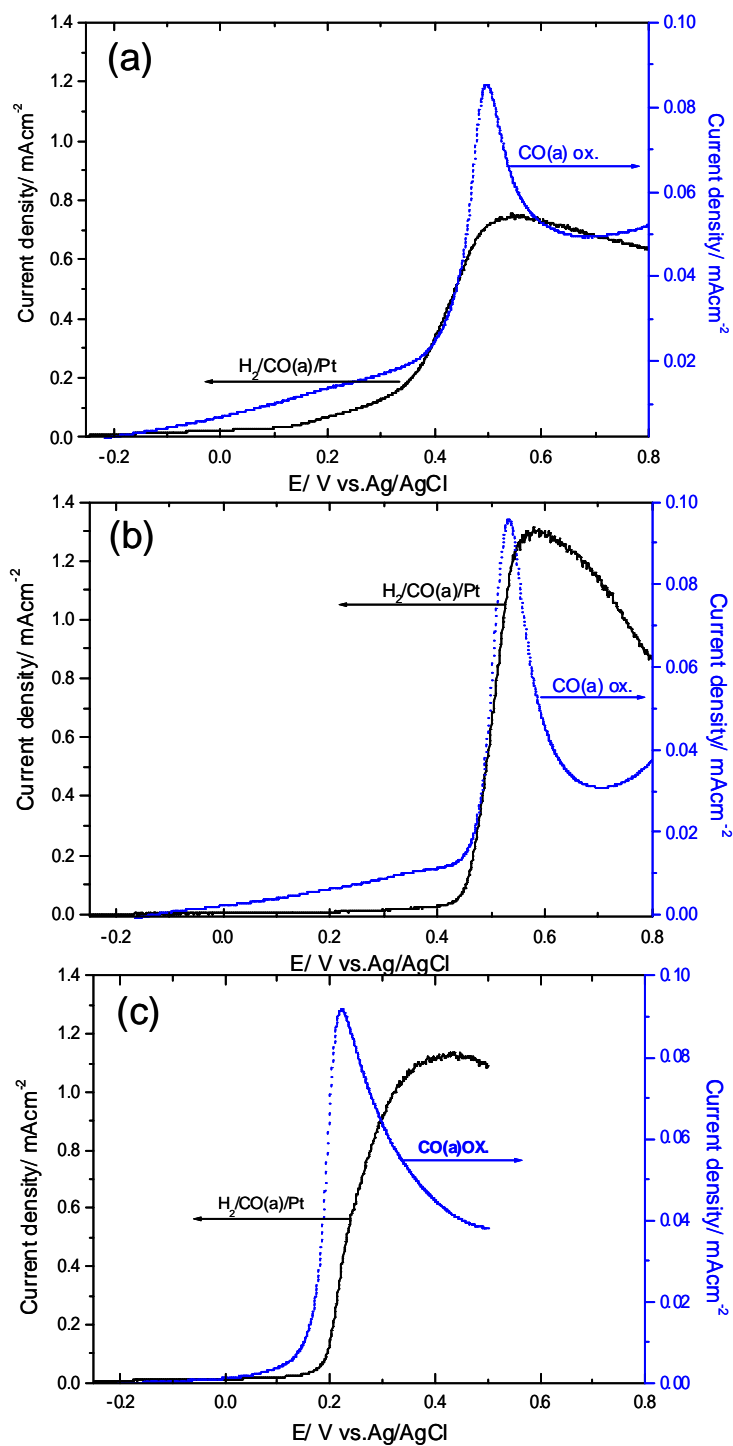 (a)
1.4
1.2
1.0
0.8
0.6
0.4
0.2
0.0
Current density/ mAcm-2
0.10
0.08
0.06
0.04
0.02
Current density/ mAcm-2
CO(a) ox.
H2/CO(a)/Pt
-0.2 0.0 0.2 0.4 0.6 0.8
E/ V vs.Ag/AgCl
(b)
1.4
1.2
1.0
0.8
0.6
0.4
0.2
0.0
Current density/ mAcm-2
0.10
0.08
0.06
0.04
0.02
0.00
Current density/ mAcm-2
H2/CO(a)/Pt
CO(a) ox.
-0.2 0.0 0.2 0.4 0.6 0.8
E/ V vs.Ag/AgCl
(c)
1.4
1.2
1.0
0.8
0.6
0.4
0.2
0.0
Current density/ mAcm-2
0.10
0.08
0.06
0.04
0.02
0.00
Current density/ mAcm-2
CO(a)OX.
H2/CO(a)/Pt
-0.2 0.0 0.2 0.4 0.6 0.8
E/ V vs.Ag/AgCl